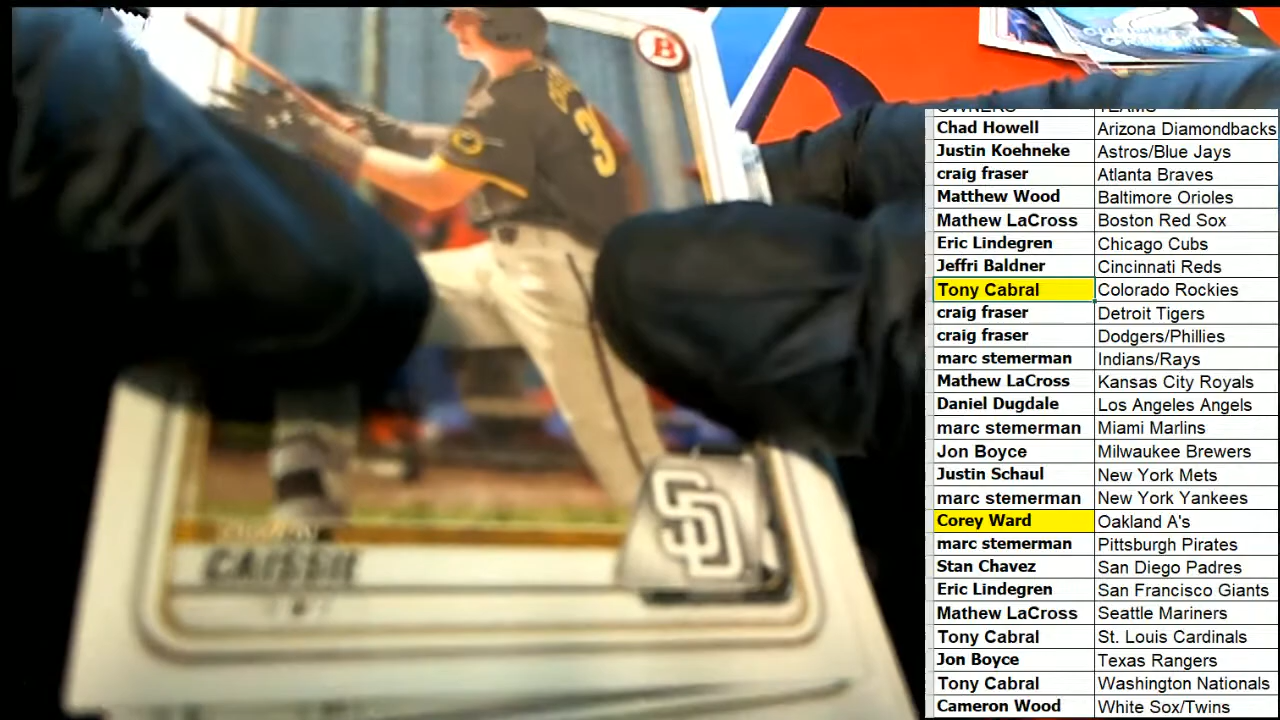 B
3
SD
CAISSIE
OWNERS TEAMS
Chad Howell Arizona Diamondbacks
Justin Koehneke Astros/Blue Jays
craig fraser Atlanta Braves
Matthew Wood Baltimore Orioles
Mathew LaCross Boston Red Sox
Eric Lindegren Chicago Cubs
Jeffri Baldner Cincinnati Reds
Tony Cabral Colorado Rockies
craig fraser Detroit Tigers
craig fraser Dodgers/Phillies
marc stemerman Indians/Rays
Mathew LaCross Kansas City Royals
Daniel Dugdale Los Angeles Angels
marc stemerman Miami Marlins
Jon Boyce Milwaukee Brewers
Justin Schaul New York Mets
marc stemerman New York Yankees
Corey Ward Oakland A's
marc stemerman Pittsburgh Pirates
Stan Chavez San Diego Padres
Eric Lindegren San Francisco Giants
Mathew LaCross Seattle Mariners
Tony Cabral St. Louis Cardinals
Jon Boyce Texas Rangers
Tony Cabral Washington Nationals
Cameron Wood White Sox/Twins